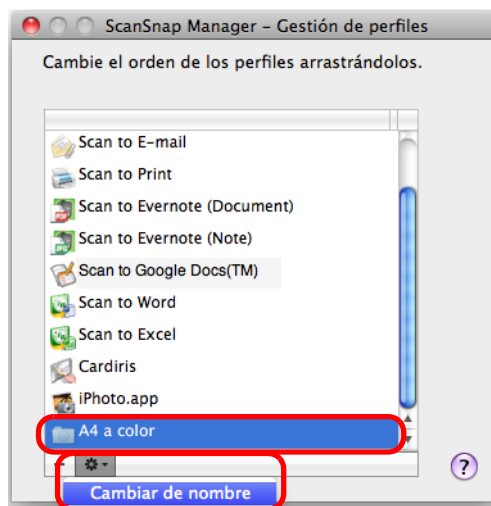 ScanSnap Manager – Gestión de perfiles
Cambie el orden de los perfiles arrastrándolos.
Scan to E-mail
Scan to Print
Scan to Evernote (Document)
Scan to Evernote (Note)
Scan to Google Docs(TM)
Scan to Word
Scan to Excel
Cardiris
iPhoto.app
A4 a color
?
Cambiar de nombre